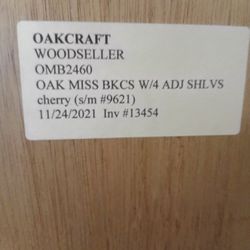 OAKCRAFT
WOODSELLER
OMB2460
OAK MISS BKCS W/4 ADJ SHLVS
cherry (s/m #9621)
11/24/2021 Inv #13454